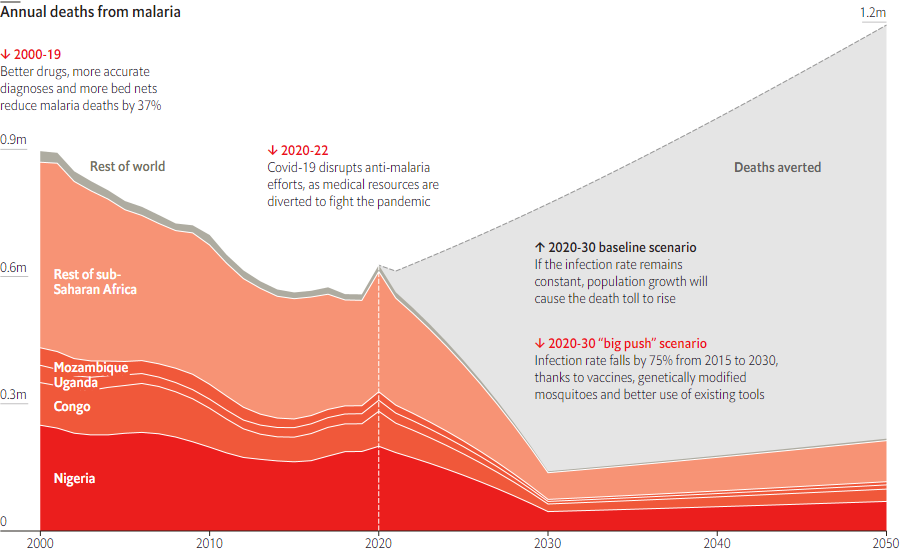 Annual deaths from malaria
1.2m
↓ 2000-19
Better drugs, more accurate
diagnoses and more bed nets
reduce malaria deaths by 37%
0.9m
↓ 2020-22
Covid-19 disrupts anti-malaria
efforts, as medical resources are
diverted to fight the pandemic
Rest of world
Deaths averted
↑ 2020-30 baseline scenario
If the infection rate remains
constant, population growth will
cause the death toll to rise
0.6m
Rest of sub-
Saharan Africa
↓ 2020-30 “big push” scenario
Infection rate falls by 75% from 2015 to 2030,
thanks to vaccines, genetically modified
mosquitoes and better use of existing tools
Mozambique
Uganda
0.3m
Congo
Nigeria
0
2000 2010 2020 2030 2040 2050